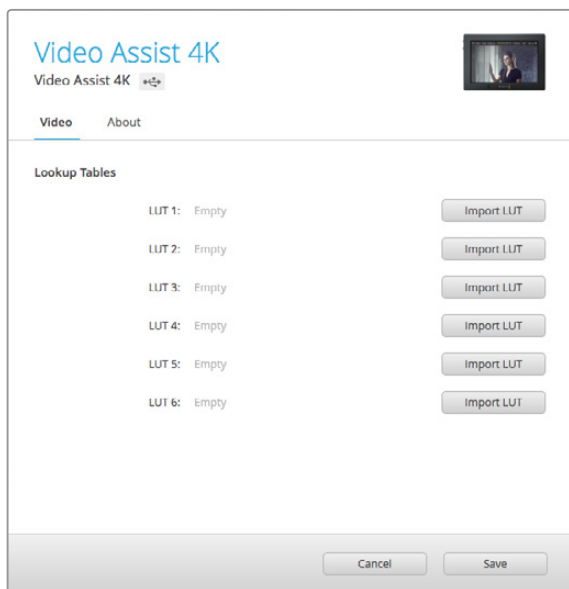 Video Assist 4K
Video Assist 4K
Video About
Lookup Tables
LUT 1: Empty Import LUT
LUT 2: Empty Import LUT
LUT 3: Empty Import LUT
LUT 4: Empty Import LUT
LUT 5: Empty Import LUT
LUT 6: Empty Import LUT
Cancel Save